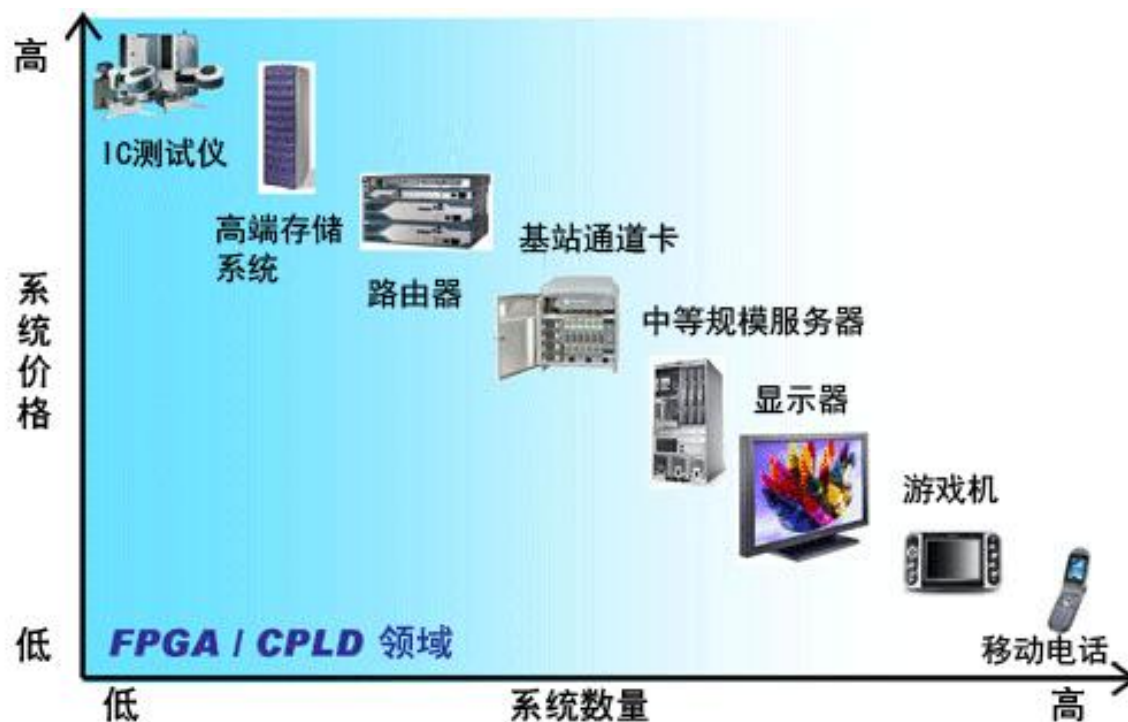 高
IC测试仪
高端存储
系统
基站通道卡
路由器
中等规模服务器
系统价格
显示器
游戏机
低
FPGA / CPLD 领域
移动电话
低
系统数量
高